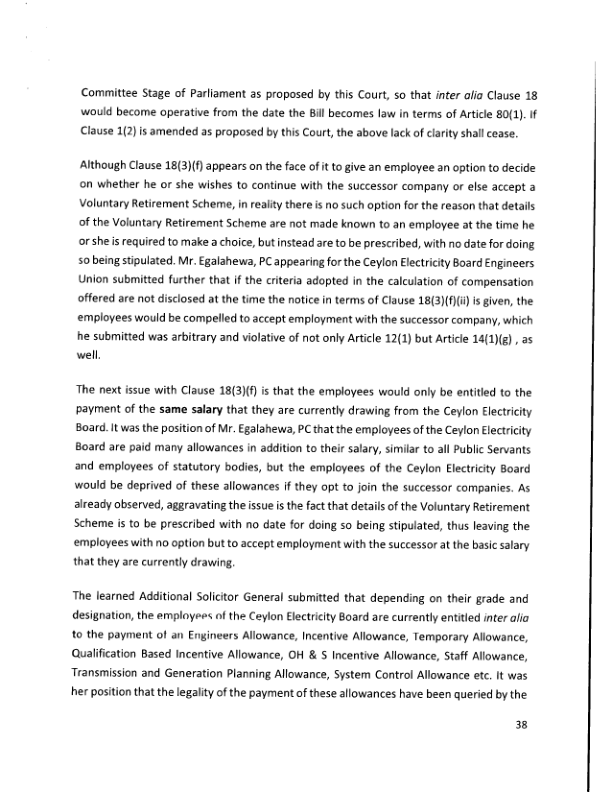 Committee Stage of Parliament as proposed by this Court, so that inter alia Clause 18
would become operative from the date the Bill becomes law in terms of Article 80(1). If
Clause 1(2) is amended as proposed by this Court, the above lack of clarity shall cease.
Although Clause 18(3)(f) appears on the face of it to give an employee an option to decide
on whether he or she wishes to continue with the successor company or else accept a
Voluntary Retirement Scheme, in reality there is no such option for the reason that details
of the Voluntary Retirement Scheme are not made known to an employee at the time he
or she is required to make a choice, but instead are to be prescribed, with no date for doing
so being stipulated. Mr. Egalahewa, PC appearing for the Ceylon Electricity Board Engineers
Union submitted further that if the criteria adopted in the calculation of compensation
offered are not disclosed at the time the notice in terms of Clause 18(3)(f)(ii) is given, the
employees would be compelled to accept employment with the successor company, which
he submitted was arbitrary and violative of not only Article 12(1) but Article 14(1)(g) , as
well.
The next issue with Clause 18(3)(f) is that the employees would only be entitled to the
payment of the same salary that they are currently drawing from the Ceylon Electricity
Board. It was the position of Mr. Egalahewa, PC that the employees of the Ceylon Electricity
Board are paid many allowances in addition to their salary, similar to all Public Servants
and employees of statutory bodies, but the employees of the Ceylon Electricity Board
would be deprived of these allowances if they opt to join the successor companies. As
already observed, aggravating the issue is the fact that details of the Voluntary Retirement
Scheme is to be prescribed with no date for doing so being stipulated, thus leaving the
employees with no option but to accept employment with the successor at the basic salary
that they are currently drawing.
The learned Additional Solicitor General submitted that depending on their grade and
designation, the employees of the Ceylon Electricity Board are currently entitled inter alia
to the payment of an Engineers Allowance, Incentive Allowance, Temporary Allowance,
Qualification Based Incentive Allowance, OH & S Incentive Allowance, Staff Allowance,
Transmission and Generation Planning Allowance, System Control Allowance etc. It was
her position that the legality of the payment of these allowances have been queried by the
38